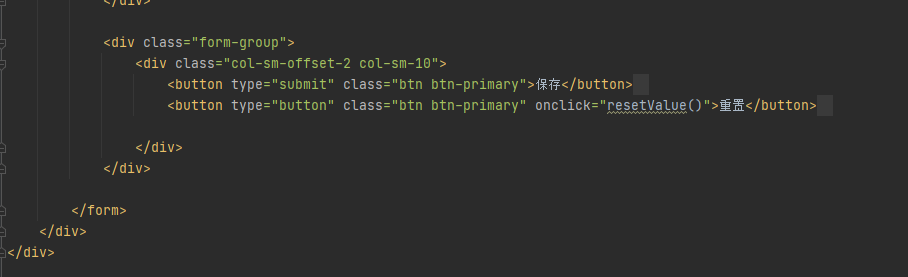 </div>
<div class="form-group">
<div class="col-sm-offset-2 col-sm-10">
<button type="submit" class="btn btn-primary">保存</button>
<button type="button" class="btn btn-primary" onclick="resetValue()">重置</button>
</div>
</div>
</form>
</div>
</div>